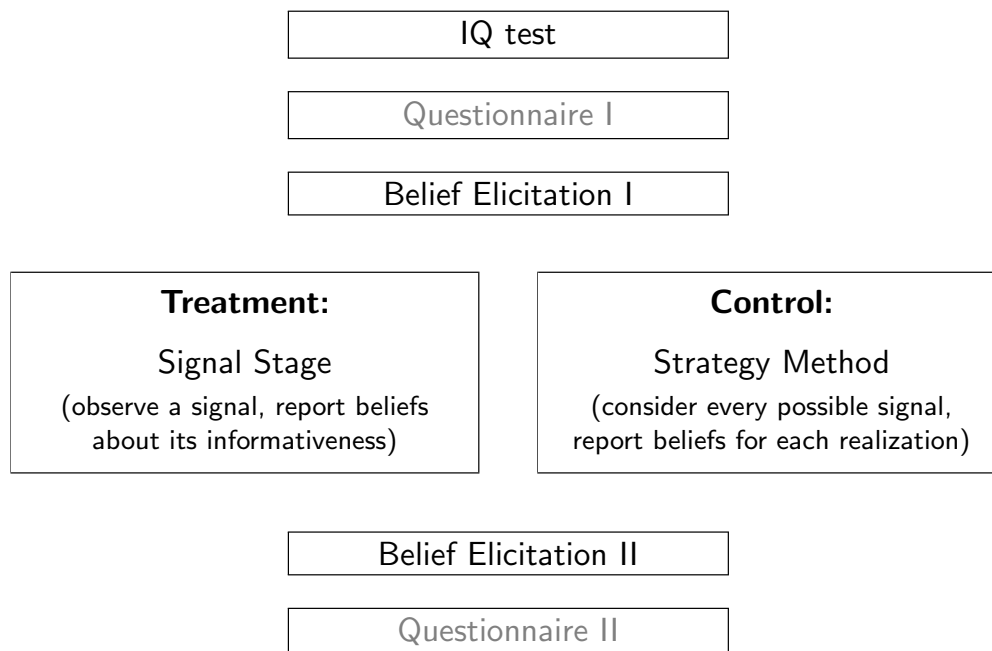 IQ test
Questionnaire I
Belief Elicitation I
Treatment:
Signal Stage
(observe a signal, report beliefs
about its informativeness)
Control:
Strategy Method
(consider every possible signal,
report beliefs for each realization)
Belief Elicitation II
Questionnaire II